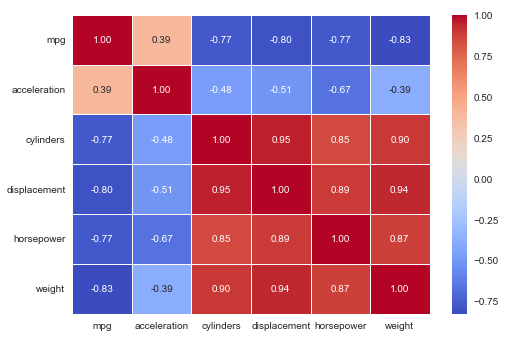 mpg 1.00 0.39 -0.77 -0.80 -0.77 -0.83
acceleration 0.39 1.00 -0.48 -0.51 -0.67 -0.39
cylinders -0.77 -0.48 1.00 0.95 0.85 0.90
displacement -0.80 -0.51 0.95 1.00 0.89 0.94
horsepower -0.77 -0.67 0.85 0.89 1.00 0.87
weight -0.83 -0.39 0.90 0.94 0.87 1.00
mpg acceleration cylinders displacement horsepower weight
1.00
0.75
0.50
0.25
0.00
−0.25
−0.50
−0.75